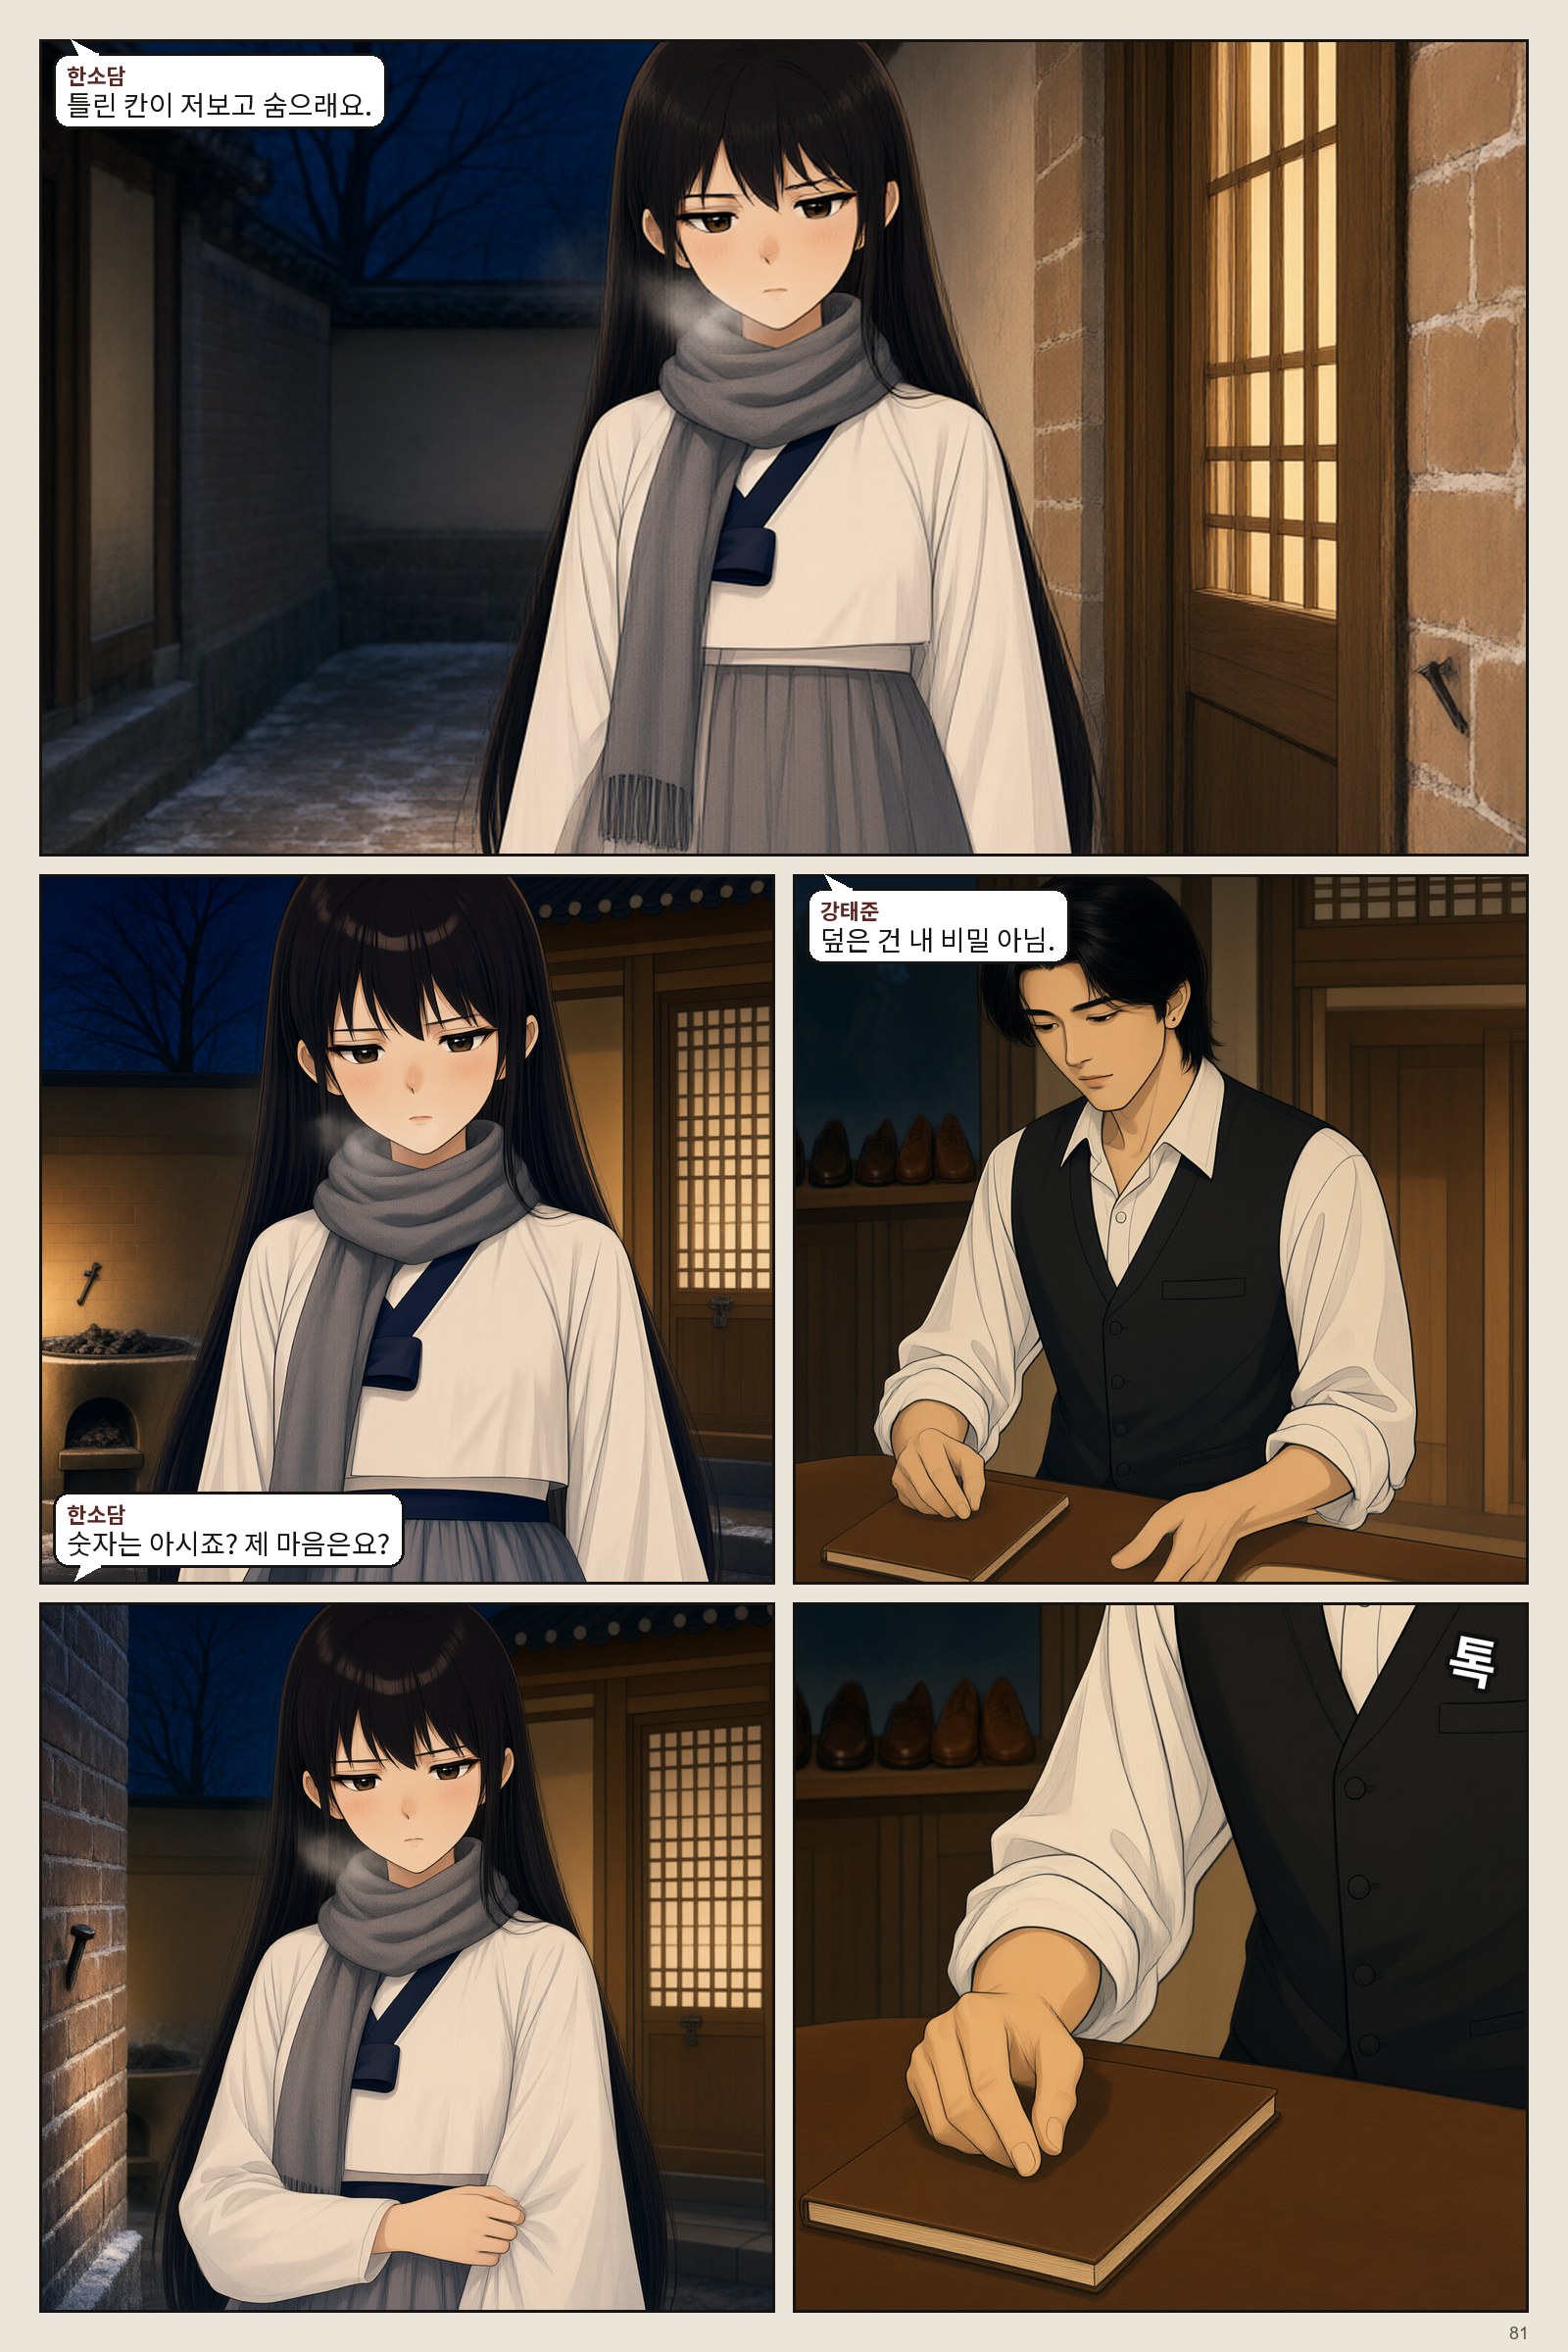 한소담
틀린 칸이 저보고 숨으래요.
한소담
숫자는 아시죠? 제 마음은요?
강태준
덮은 건 내 비밀 아님.
톡
81